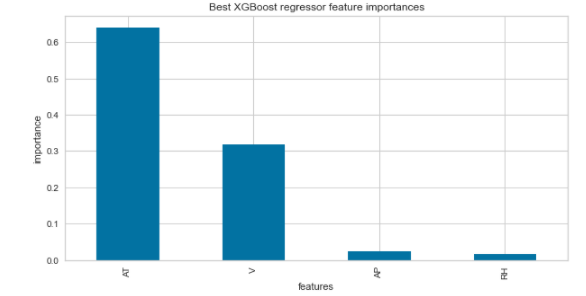 Best XGBoost regressor feature importances
importance
0.6
0.5
0.4
0.3
0.2
0.1
0.0
AT
V
AP
RH
features